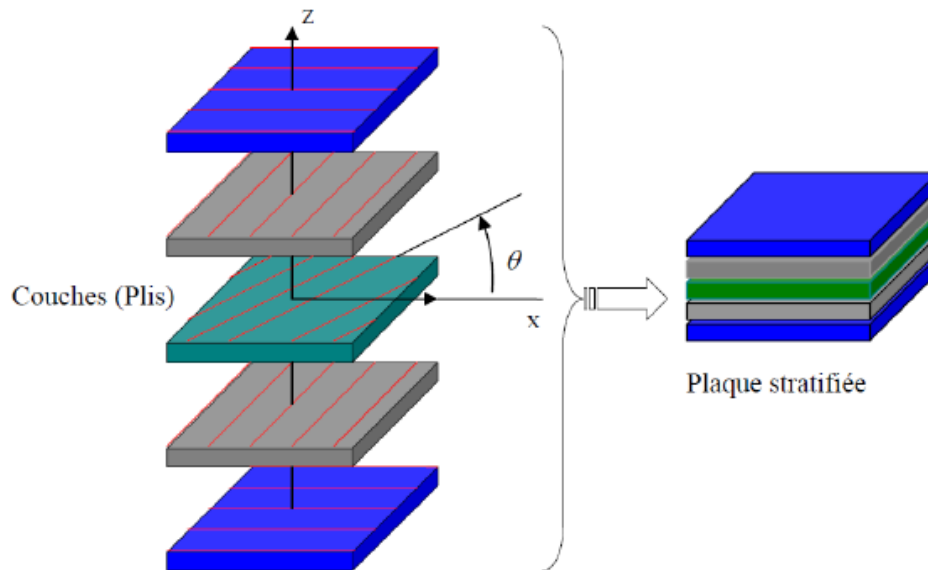 z
θ
Couches (Plis)
x
Plaque stratifiée